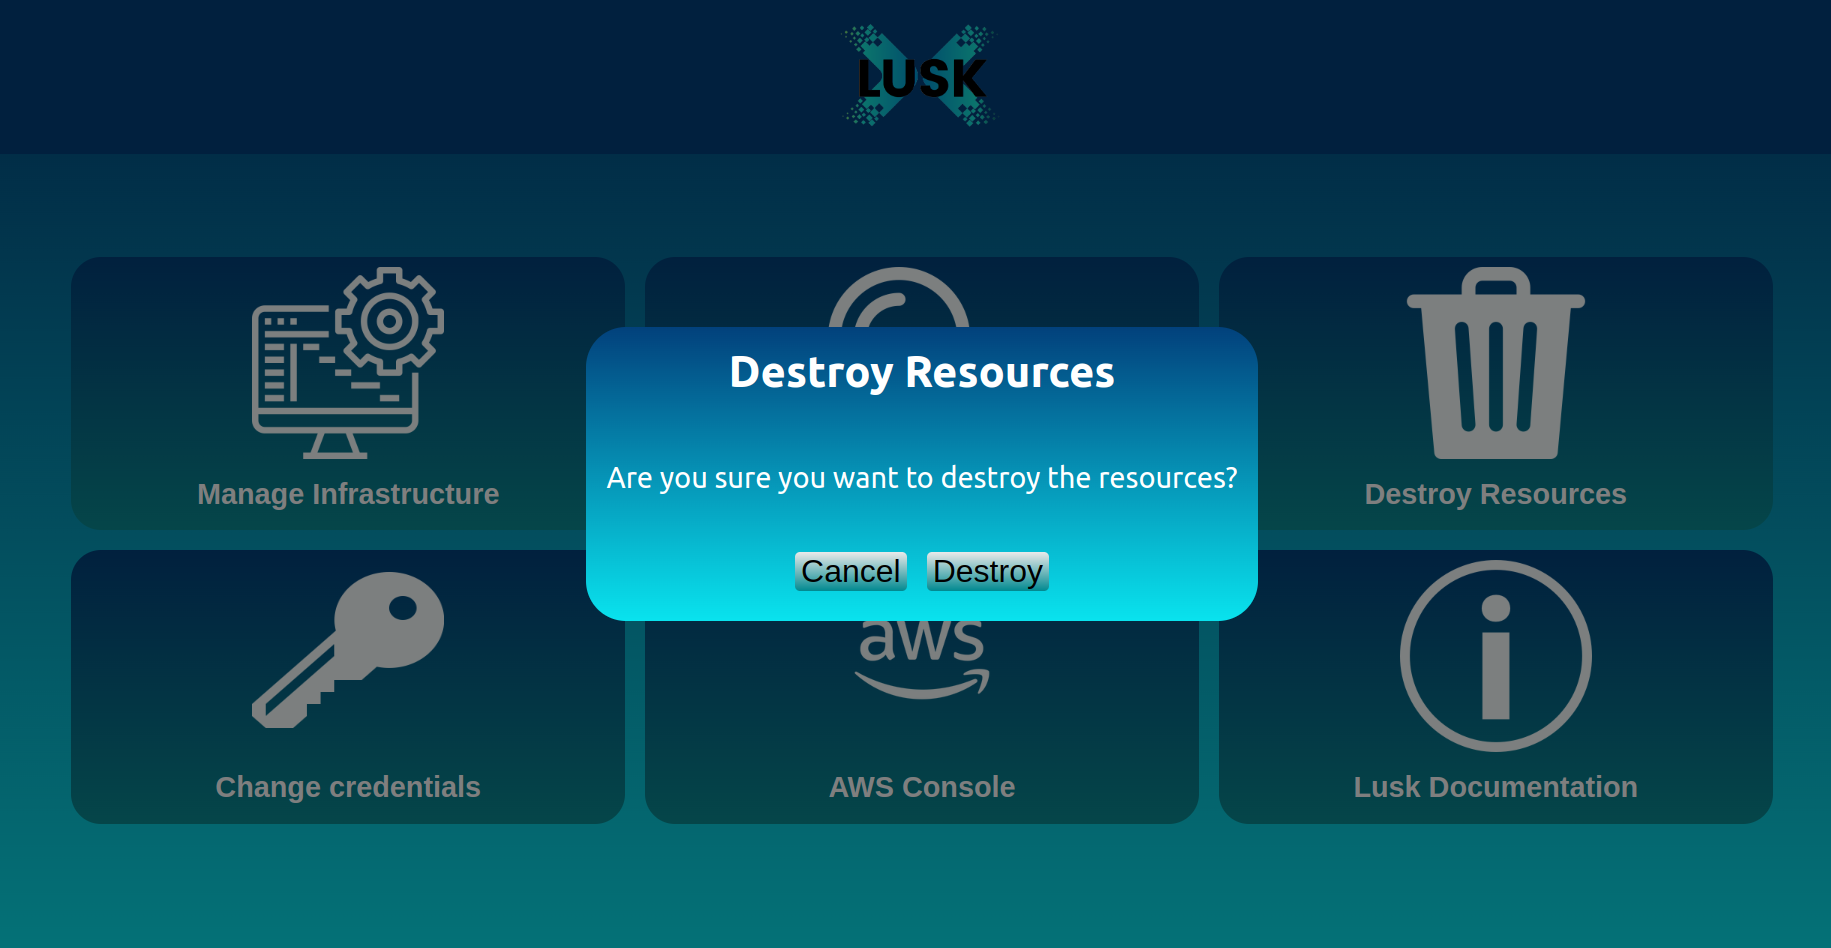 LUSK
Destroy Resources
Are you sure you want to destroy the resources?
Cancel Destroy
Manage Infrastructure
Destroy Resources
aws
Change credentials
AWS Console
Lusk Documentation